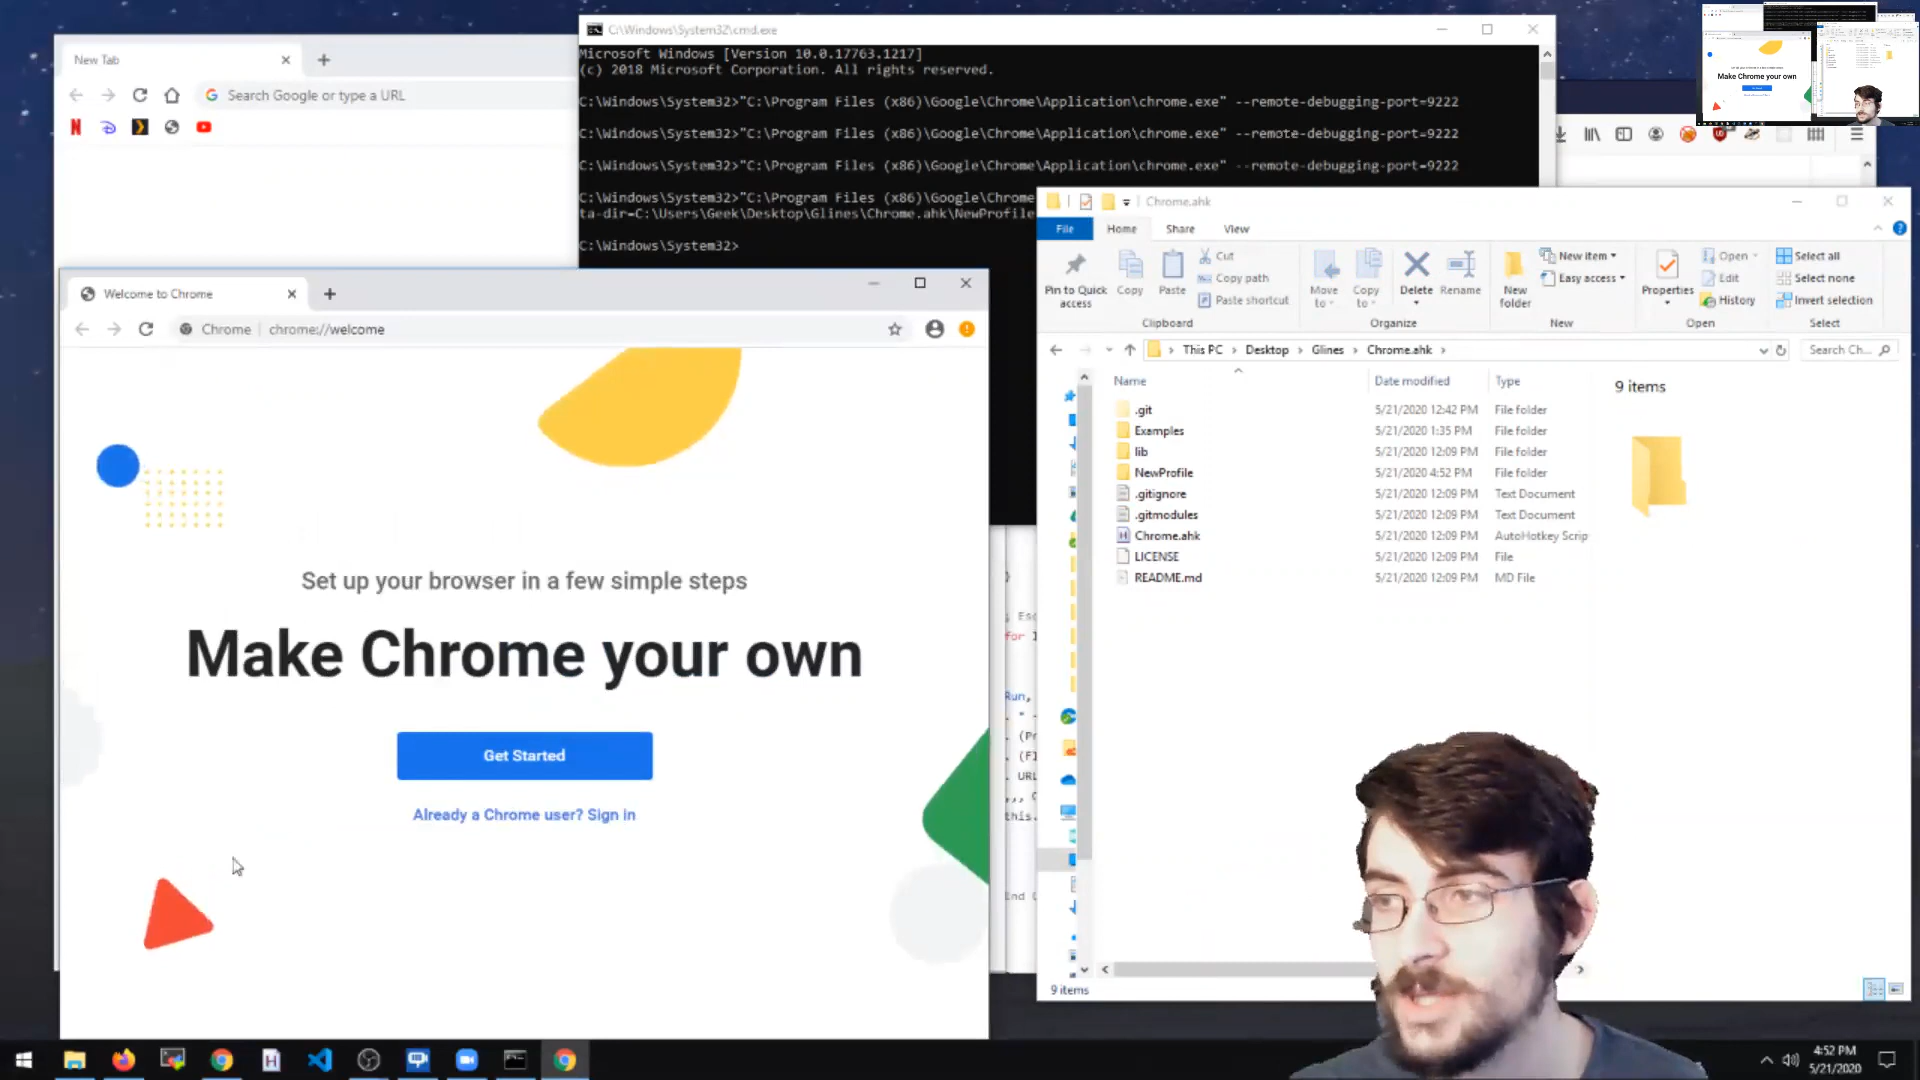 New Tab
Search Google or type a URL
C:\Windows\System32\cmd.exe
Microsoft Windows [Version 10.0.17763.1217]
(c) 2018 Microsoft Corporation. All rights reserved.
C:\Windows\System32>"C:\Program Files (x86)\Google\Chrome\Application\chrome.exe" --remote-debugging-port=9222
C:\Windows\System32>"C:\Program Files (x86)\Google\Chrome\Application\chrome.exe" --remote-debugging-port=9222
C:\Windows\System32>"C:\Program Files (x86)\Google\Chrome\Application\chrome.exe" --remote-debugging-port=9222
C:\Windows\System32>"C:\Program Files (x86)\Google\Chrome
ta-dir=C:\Users\Geek\Desktop\Glines\Chrome.ahk\NewProfile
C:\Windows\System32>
Make Chrome your own
Welcome to Chrome
Chrome | chrome://welcome
Set up your browser in a few simple steps
Make Chrome your own
Get Started
Already a Chrome user? Sign in
Chrome.ahk
File Home Share View
Pin to Quick access
Copy
Paste
Cut
Copy path
Paste shortcut
Clipboard
Move to
Copy to
Delete
Rename
Organize
New folder
New item
Easy access
New
Properties
Open
Edit
History
Open
Select all
Select none
Invert selection
Select
This PC > Desktop > Glines > Chrome.ahk >
Search Ch...
Name Date modified Type
.git 5/21/2020 12:42 PM File folder
Examples 5/21/2020 1:35 PM File folder
lib 5/21/2020 12:09 PM File folder
NewProfile 5/21/2020 4:52 PM File folder
.gitignore 5/21/2020 12:09 PM Text Document
.gitmodules 5/21/2020 12:09 PM Text Document
Chrome.ahk 5/21/2020 12:09 PM AutoHotkey Scrip
LICENSE 5/21/2020 12:09 PM File
README.md 5/21/2020 12:09 PM MD File
9 items
9 items
; Esc
for
Run,
. (Pr
. (Fl
. URL
this.
4:52 PM
5/21/2020